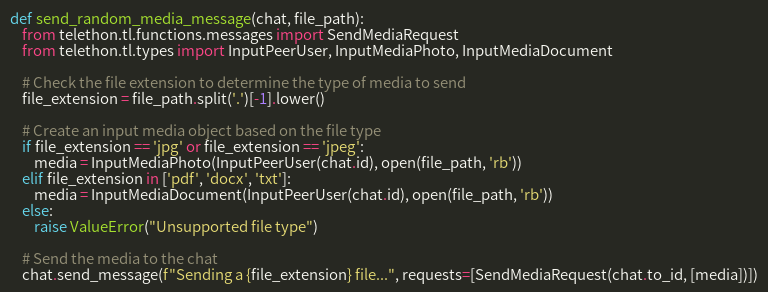 def send_random_media_message(chat, file_path):
from telethon.tl.functions.messages import SendMediaRequest
from telethon.tl.types import InputPeerUser, InputMediaPhoto, InputMediaDocument
# Check the file extension to determine the type of media to send
file_extension = file_path.split('.')[-1].lower()
# Create an input media object based on the file type
if file_extension == 'jpg' or file_extension == 'jpeg':
media = InputMediaPhoto(InputPeerUser(chat.id), open(file_path, 'rb'))
elif file_extension in ['pdf', 'docx', 'txt']:
media = InputMediaDocument(InputPeerUser(chat.id), open(file_path, 'rb'))
else:
raise ValueError("Unsupported file type")
# Send the media to the chat
chat.send_message(f"Sending a {file_extension} file...", requests=[SendMediaRequest(chat.to_id, [media])])